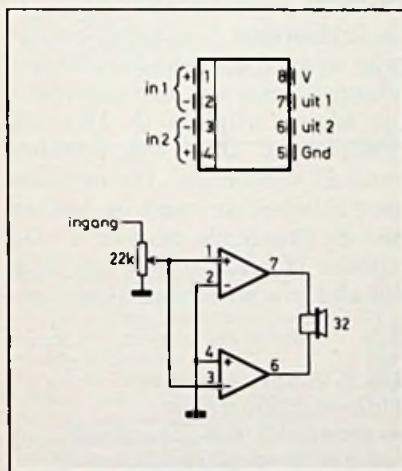 in 1 + 1 8 V
- 2 7 uit 1
in 2 - 3 6 uit 2
+ 4 5 Gnd
ingang
22k
1 + 7
2 -
32
4 +
3 - 6